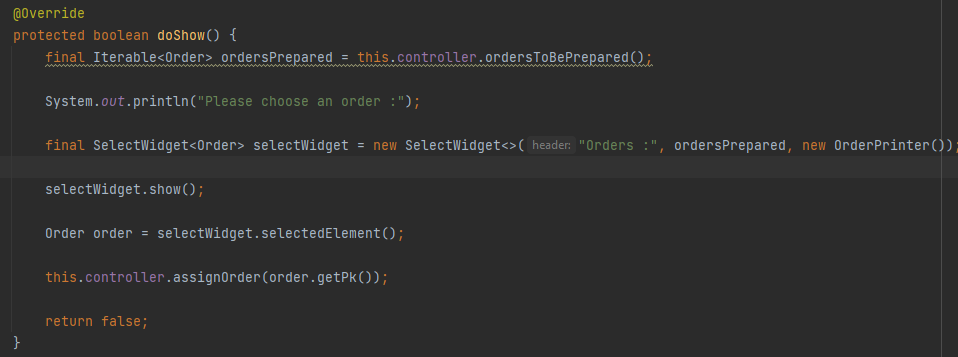 @Override
protected boolean doShow() {
final Iterable<Order> ordersPrepared = this.controller.ordersToBePrepared();
System.out.println("Please choose an order :");
final SelectWidget<Order> selectWidget = new SelectWidget<>( header: "Orders :", ordersPrepared, new OrderPrinter());
selectWidget.show();
Order order = selectWidget.selectedElement();
this.controller.assignOrder(order.getPk());
return false;
}